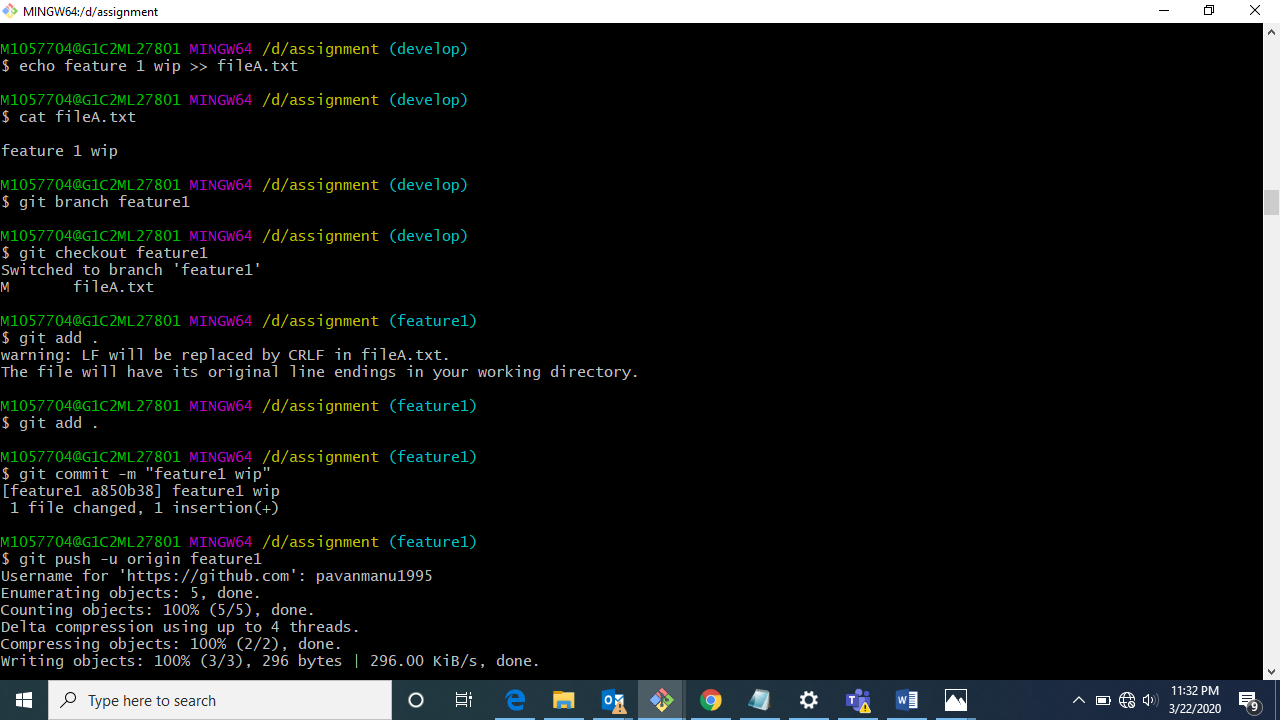 MINGW64:/d/assignment
M1057704@G1C2ML27801 MINGW64 /d/assignment (develop)
$ echo feature 1 wip >> fileA.txt
M1057704@G1C2ML27801 MINGW64 /d/assignment (develop)
$ cat fileA.txt
feature 1 wip
M1057704@G1C2ML27801 MINGW64 /d/assignment (develop)
$ git branch feature1
M1057704@G1C2ML27801 MINGW64 /d/assignment (develop)
$ git checkout feature1
Switched to branch 'feature1'
M       fileA.txt
M1057704@G1C2ML27801 MINGW64 /d/assignment (feature1)
$ git add .
warning: LF will be replaced by CRLF in fileA.txt.
The file will have its original line endings in your working directory.
M1057704@G1C2ML27801 MINGW64 /d/assignment (feature1)
$ git add .
M1057704@G1C2ML27801 MINGW64 /d/assignment (feature1)
$ git commit -m "feature1 wip"
[feature1 a850b38] feature1 wip
 1 file changed, 1 insertion(+)
M1057704@G1C2ML27801 MINGW64 /d/assignment (feature1)
$ git push -u origin feature1
Username for 'https://github.com': pavanmanu1995
Enumerating objects: 5, done.
Counting objects: 100% (5/5), done.
Delta compression using up to 4 threads.
Compressing objects: 100% (2/2), done.
Writing objects: 100% (3/3), 296 bytes | 296.00 KiB/s, done.
Type here to search
11:32 PM
3/22/2020
9